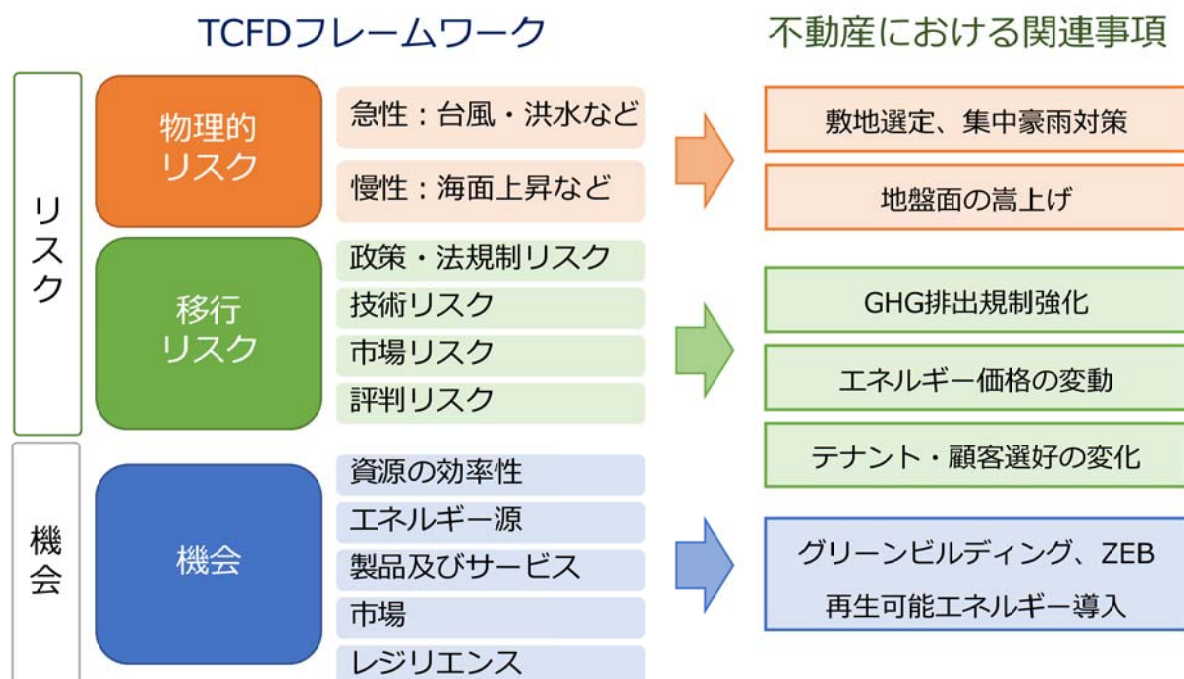 TCFDフレームワーク
不動産における関連事項
リスク
物理的
リスク
急性：台風・洪水など
慢性：海面上昇など
敷地選定、集中豪雨対策
地盤面の嵩上げ
移行
リスク
政策・法規制リスク
技術リスク
市場リスク
評判リスク
GHG排出規制強化
エネルギー価格の変動
テナント・顧客選好の変化
機会
機会
資源の効率性
エネルギー源
製品及びサービス
市場
レジリエンス
グリーンビルディング、ZEB
再生可能エネルギー導入